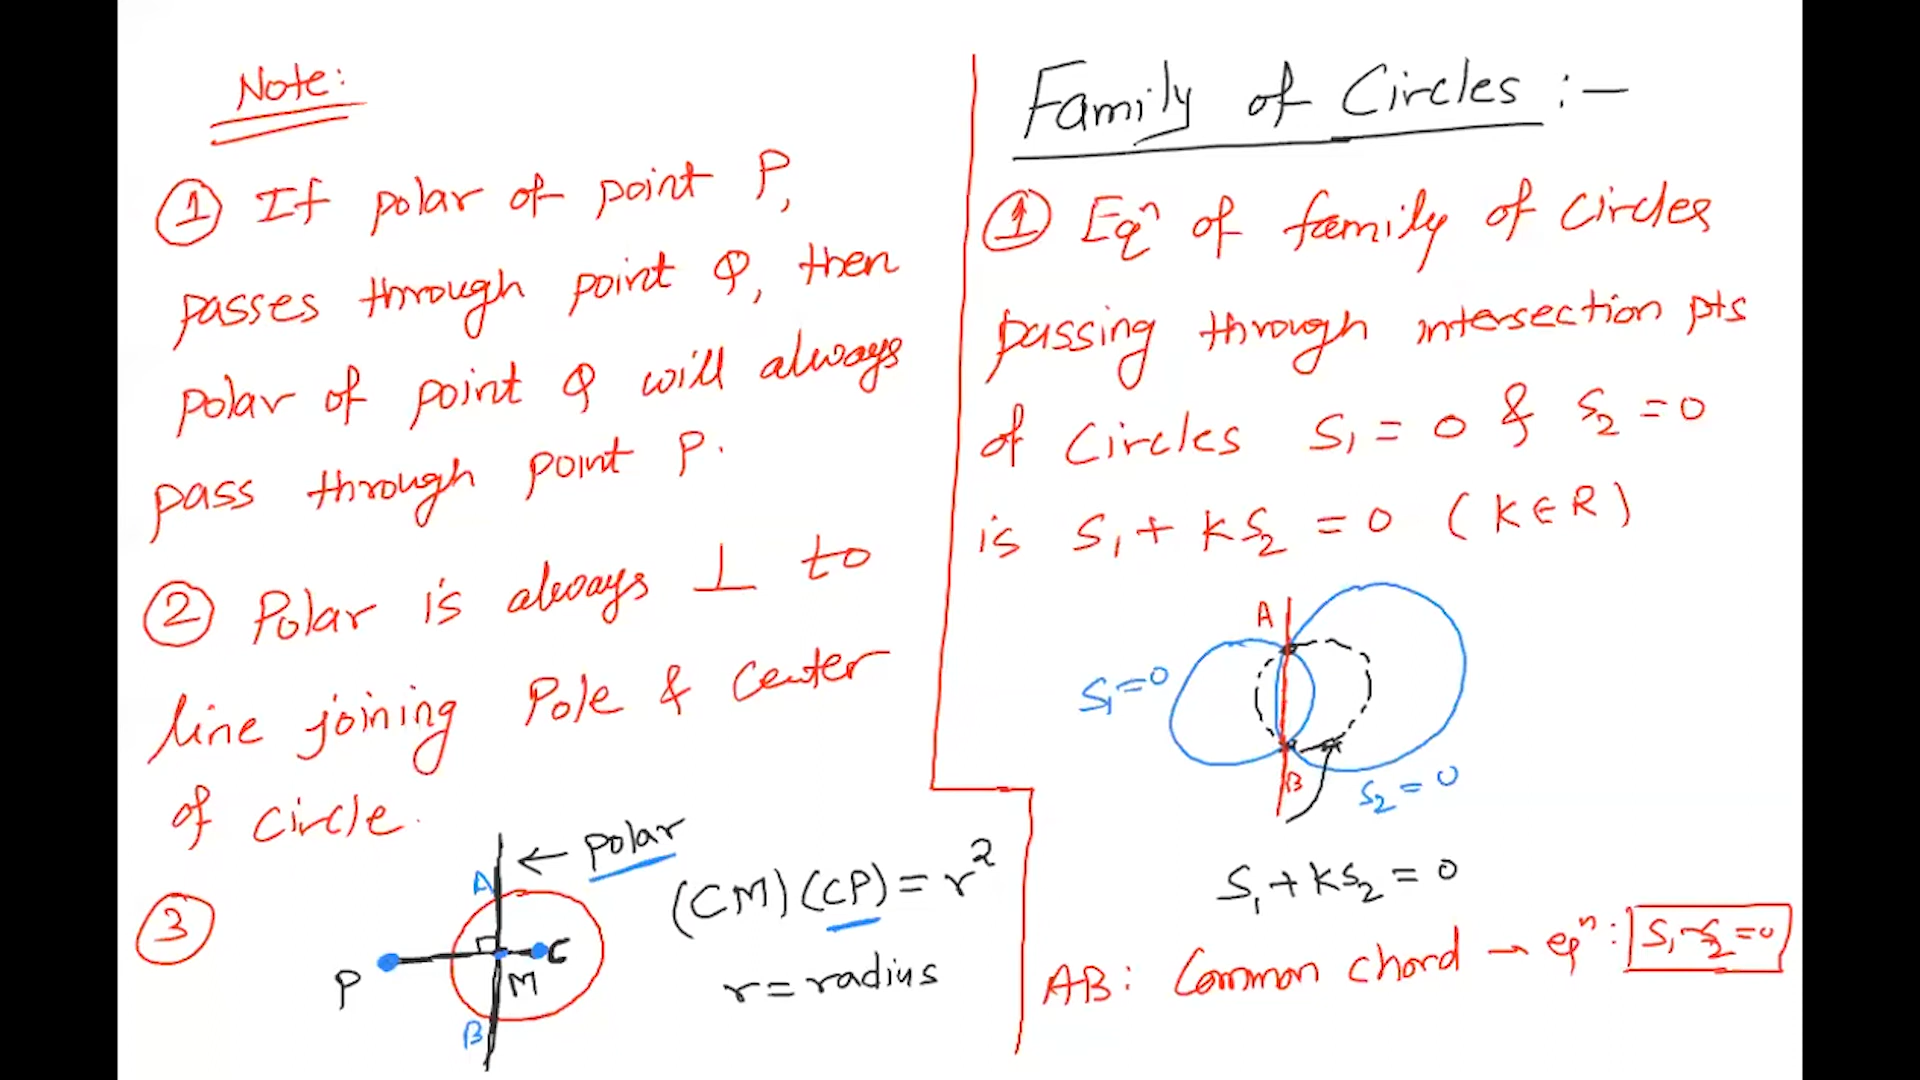 Note:
① If polar of point P,
passes through point Q, then
polar of point Q will always
pass through point P.
② Polar is always ⊥ to
line joining Pole & Center
of circle.
③
← polar
A
P
M
C
B
(CM)(CP) = r²
r = radius
Family of Circles :-
① Eqⁿ of family of circles
passing through intersection pts
of circles S₁ = 0 & S₂ = 0
is S₁ + KS₂ = 0 (K∈R)
A
S₁ = 0
B
S₂ = 0
S₁ + KS₂ = 0
AB: Common chord → eqⁿ: S₁-S₂ = 0